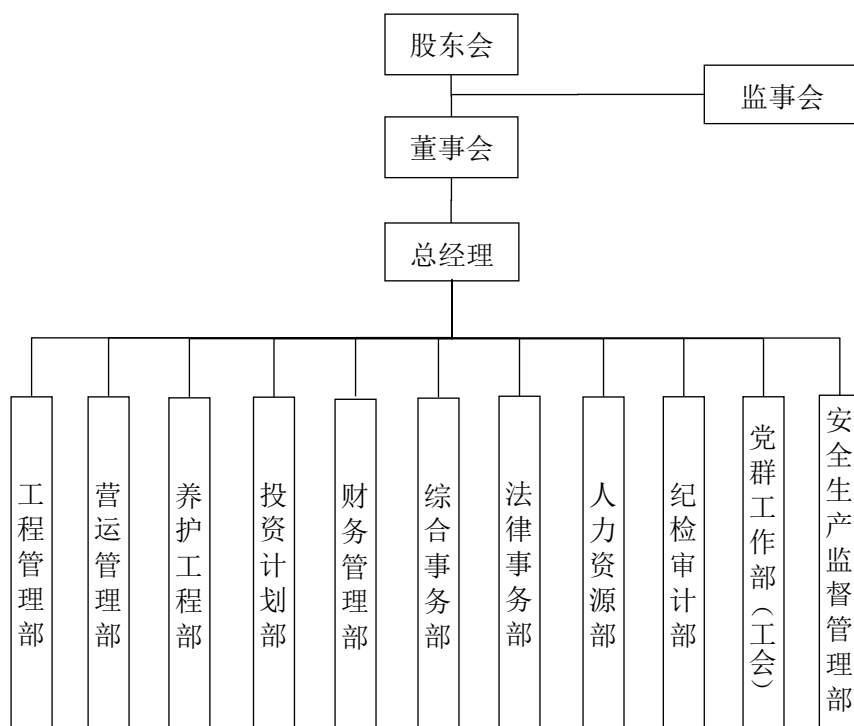 股东会
监事会
董事会
总经理
工程管理部
营运管理部
养护工程部
投资计划部
财务管理部
综合事务部
法律事务部
人力资源部
纪检审计部
党群工作部（工会）
安全生产监督管理部